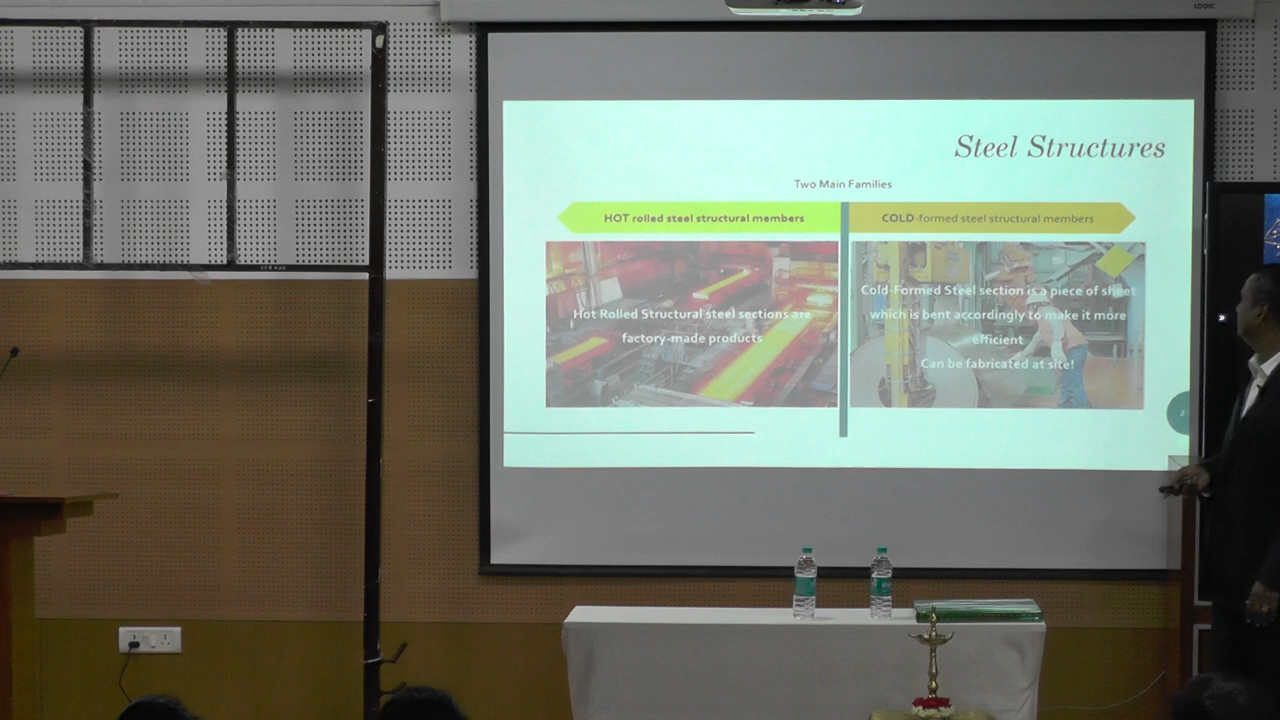 LOGIC
Steel Structures
Two Main Families
HOT rolled steel structural members
COLD-formed steel structural members
Hot Rolled Structural steel sections are
factory-made products
Cold-Formed Steel section is a piece of sheet
which is bent accordingly to make it more
efficient
Can be fabricated at site!
2